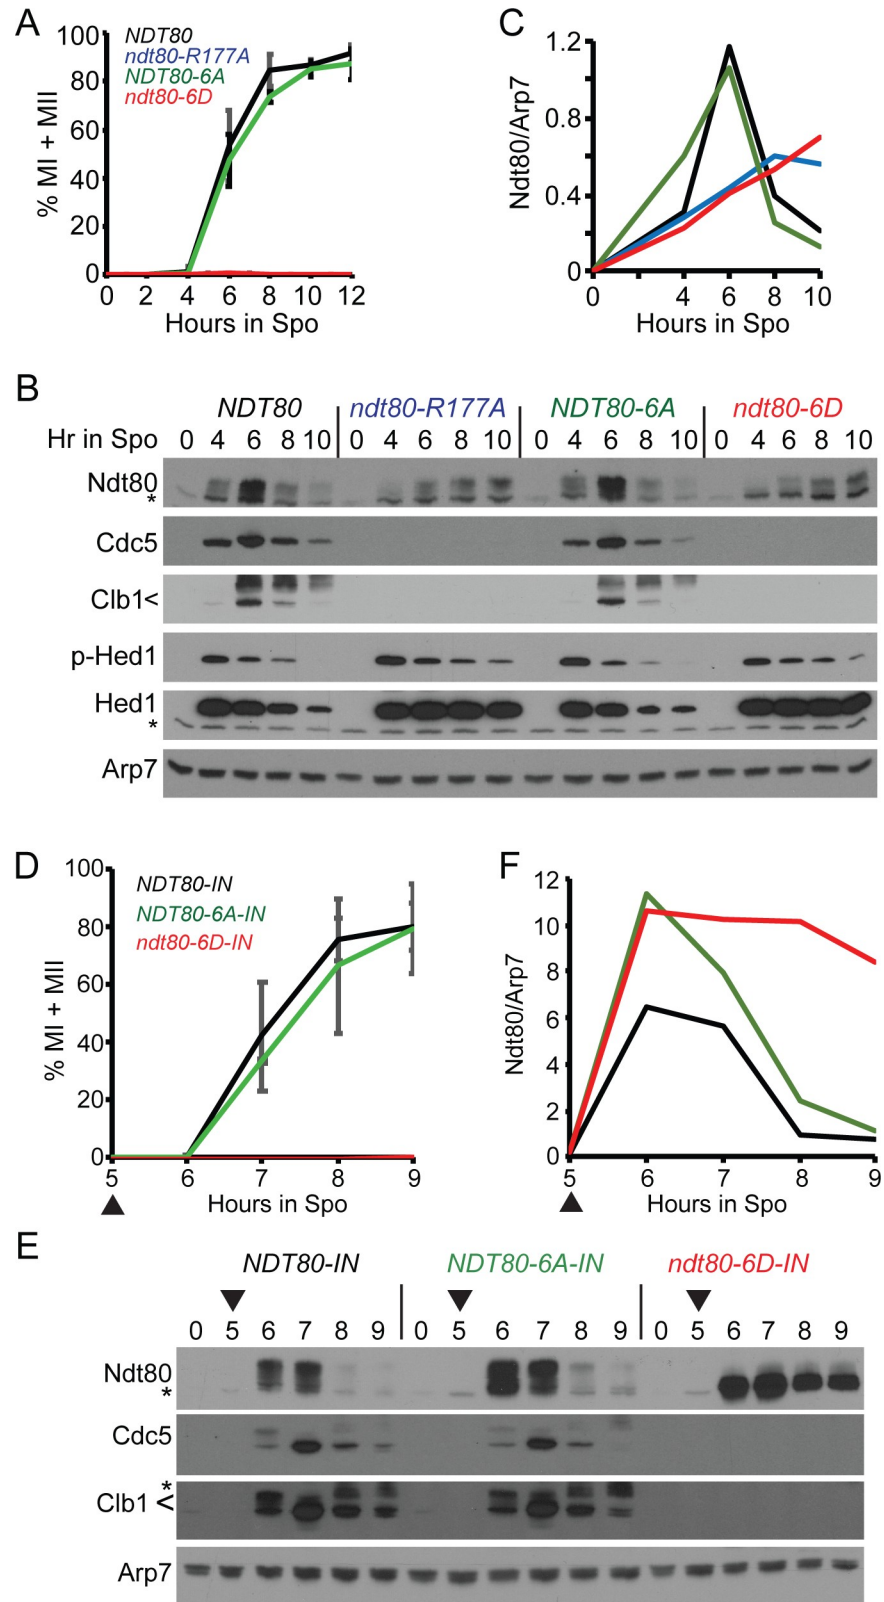 A
% MI + MII
100
80
60
40
20
0
NDT80
ndt80-R177A
NDT80-6A
ndt80-6D
0 2 4 6 8 10 12
Hours in Spo
C
Ndt80/Arp7
1.2
0.8
0.4
0
0 4 6 8 10
Hours in Spo
B
NDT80 ndt80-R177A NDT80-6A ndt80-6D
Hr in Spo 0 4 6 8 10 0 4 6 8 10 0 4 6 8 10 0 4 6 8 10
Ndt80
*
Cdc5
Clb1<
p-Hed1
Hed1
*
Arp7
D
% MI + MII
100
80
60
40
20
0
NDT80-IN
NDT80-6A-IN
ndt80-6D-IN
5 6 7 8 9
Hours in Spo
F
Ndt80/Arp7
12
10
8
6
4
2
0
5 6 7 8 9
Hours in Spo
E
NDT80-IN NDT80-6A-IN ndt80-6D-IN
0 5 6 7 8 9 0 5 6 7 8 9 0 5 6 7 8 9
Ndt80
*
Cdc5
*
Clb1 <
Arp7